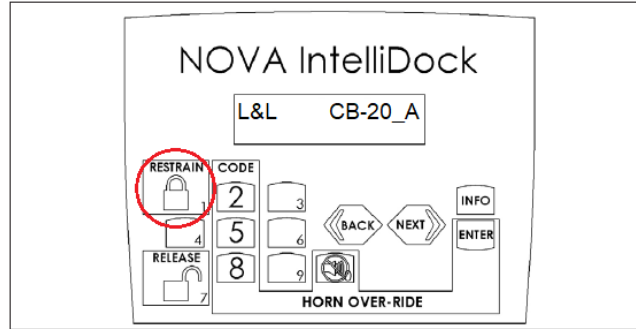 NOVA IntelliDock
L&L CB-20_A
RESTRAIN CODE
1 2 3
4 5 6
BACK NEXT
INFO
ENTER
RELEASE
7 8 9
HORN OVER-RIDE